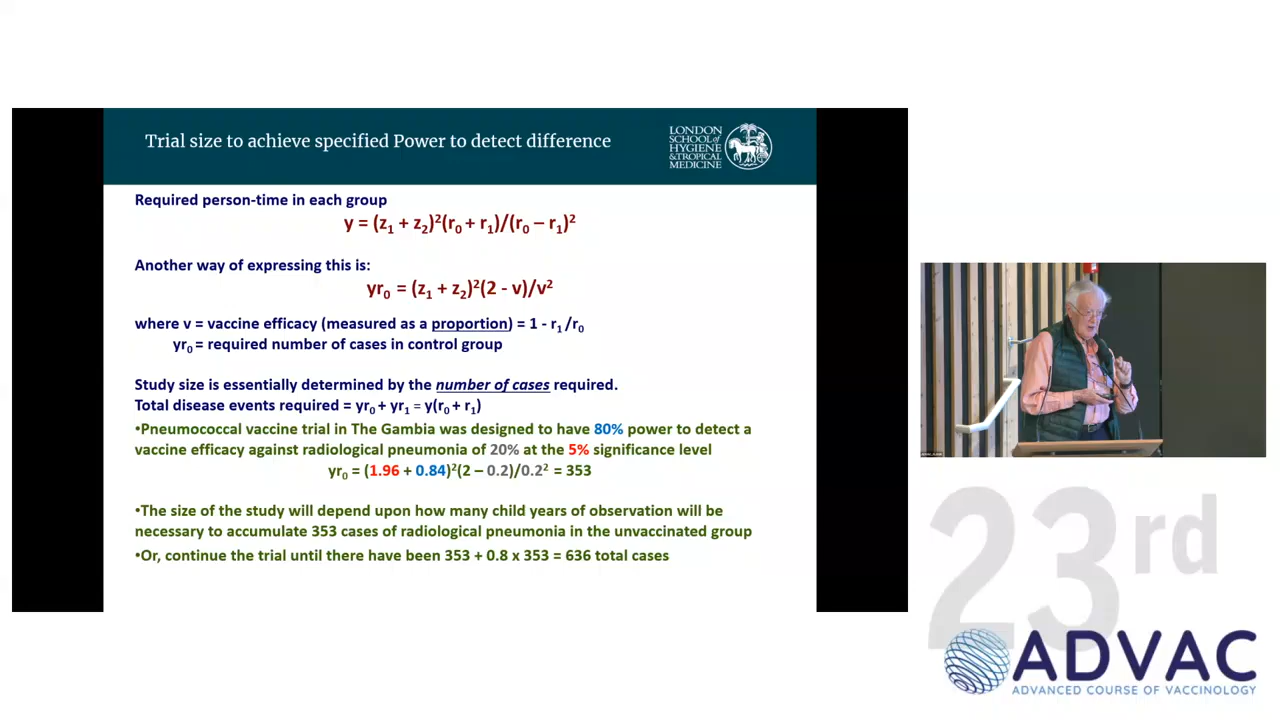 Trial size to achieve specified Power to detect difference
LONDON
SCHOOL of
HYGIENE
& TROPICAL
MEDICINE
Required person-time in each group
y = (z₁ + z₂)²(r₀ + r₁)/(r₀ – r₁)²
Another way of expressing this is:
yr₀ = (z₁ + z₂)²(2 - v)/v²
where v = vaccine efficacy (measured as a proportion) = 1 - r₁/r₀
yr₀ = required number of cases in control group
Study size is essentially determined by the number of cases required.
Total disease events required = yr₀ + yr₁ = y(r₀ + r₁)
•Pneumococcal vaccine trial in The Gambia was designed to have 80% power to detect a
vaccine efficacy against radiological pneumonia of 20% at the 5% significance level
yr₀ = (1.96 + 0.84)²(2 – 0.2)/0.2² = 353
•The size of the study will depend upon how many child years of observation will be
necessary to accumulate 353 cases of radiological pneumonia in the unvaccinated group
•Or, continue the trial until there have been 353 + 0.8 x 353 = 636 total cases
23rd
ADVAC
ADVANCED COURSE OF VACCINOLOGY